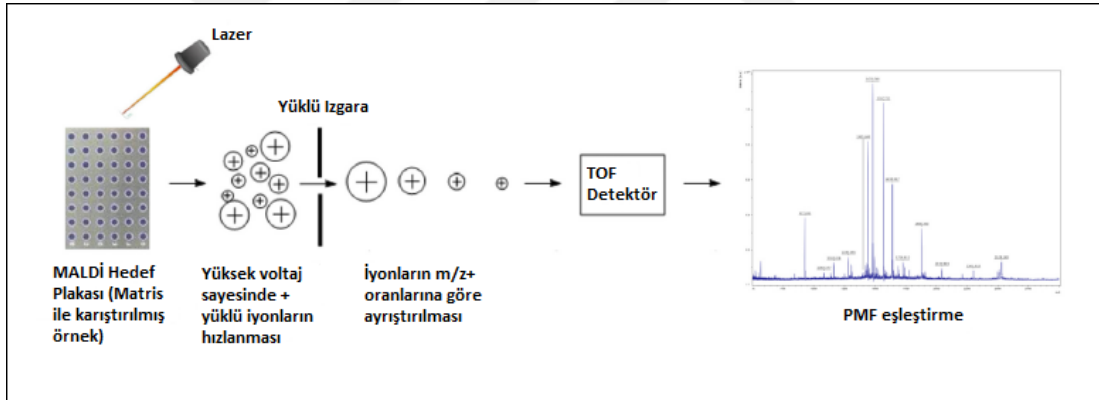 Lazer
Yüklü Izgara
TOF
Detektör
MALDİ Hedef
Plakası (Matris
ile karıştırılmış
örnek)
Yüksek voltaj
sayesinde +
yüklü iyonların
hızlanması
İyonların m/z+
oranlarına göre
ayrıştırılması
PMF eşleştirme